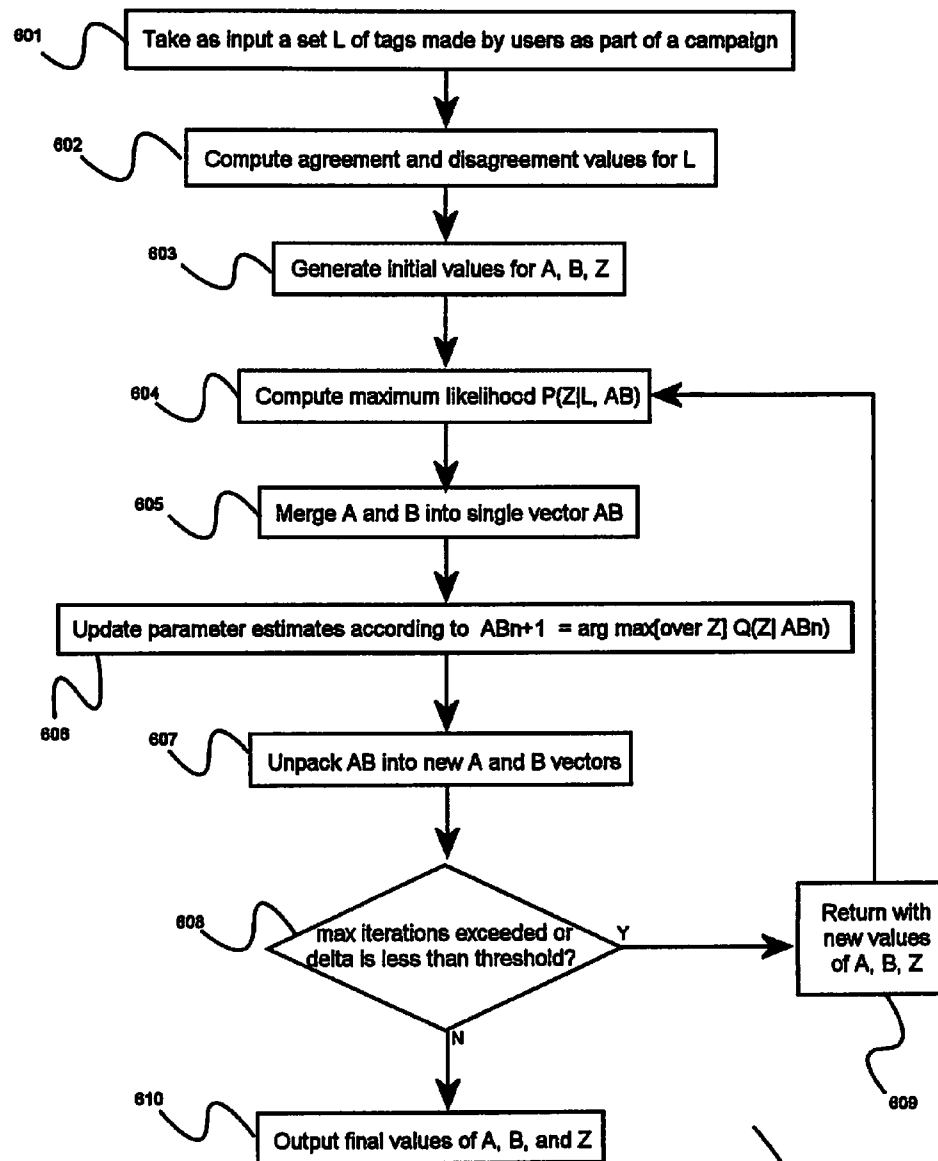 601
Take as input a set L of tags made by users as part of a campaign
602
Compute agreement and disagreement values for L
603
Generate initial values for A, B, Z
604
Compute maximum likelihood P(Z|L, AB)
605
Merge A and B into single vector AB
Update parameter estimates according to ABn+1 = arg max[over Z] Q(Z| ABn)
606
607
Unpack AB into new A and B vectors
608
max iterations exceeded or
delta is less than threshold?
Y
N
Return with
new values
of A, B, Z
609
610
Output final values of A, B, and Z